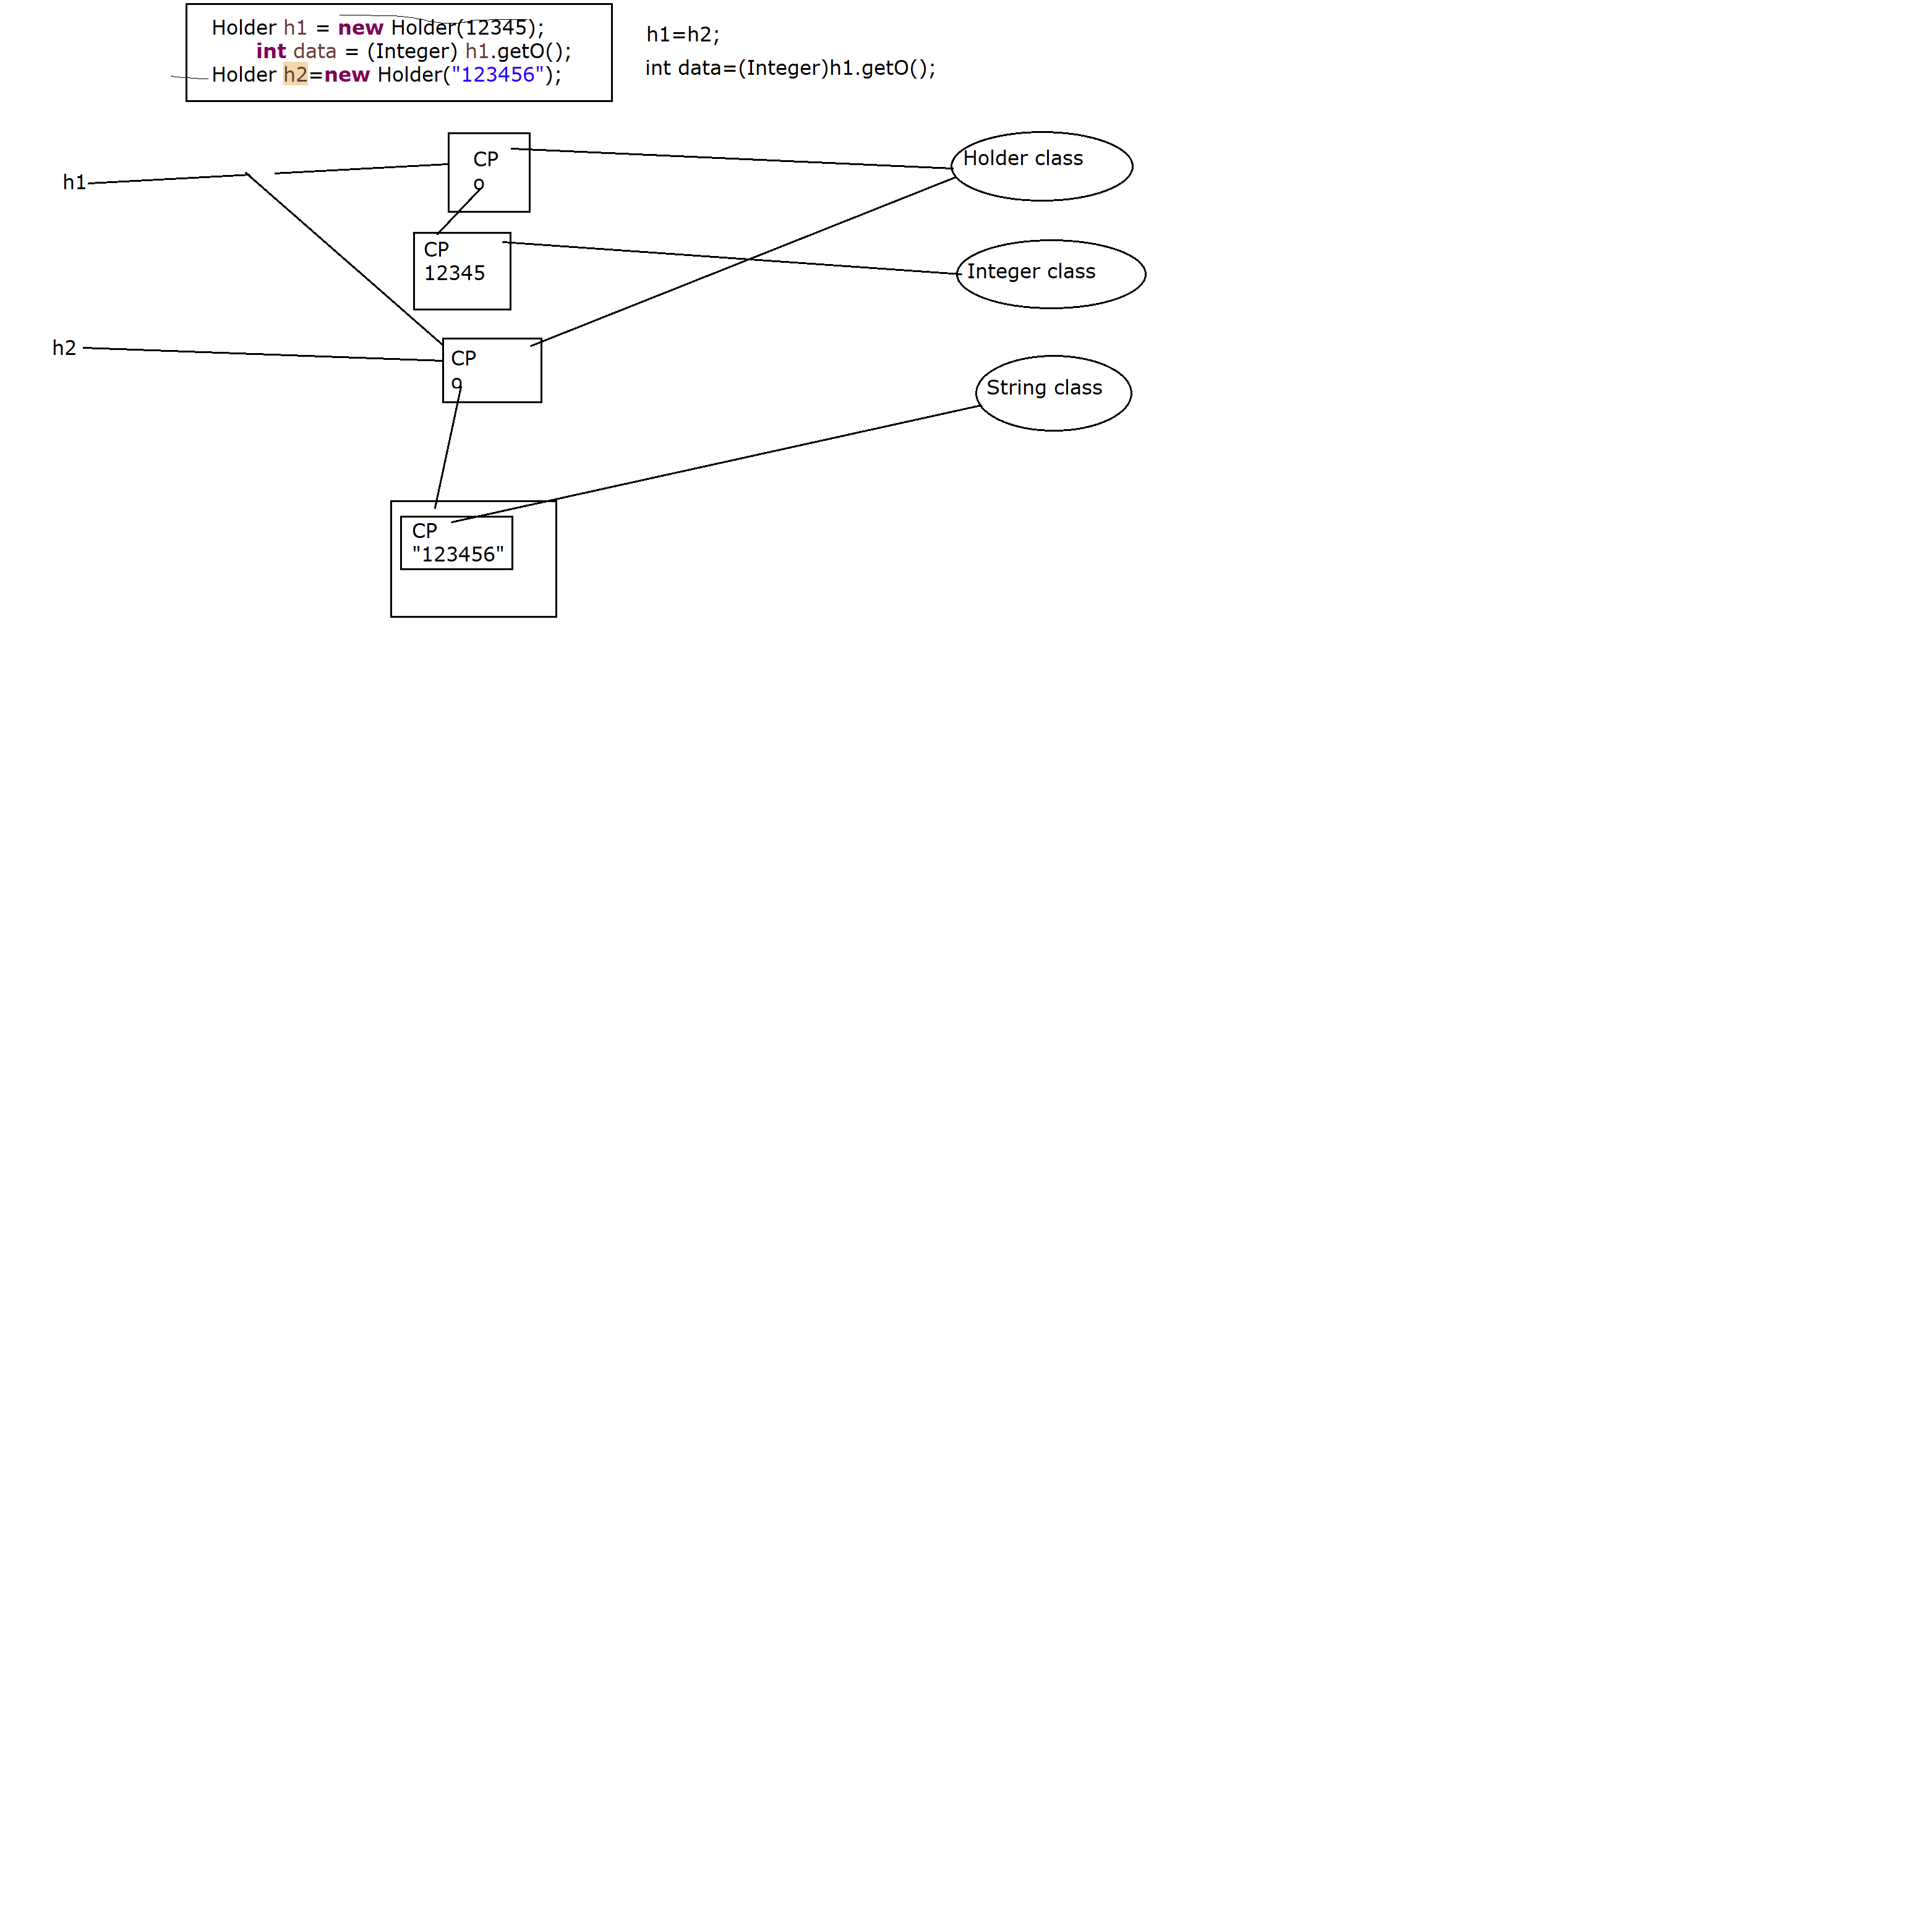 Holder h1 = new Holder(12345);
int data = (Integer) h1.getO();
Holder h2=new Holder("123456");
h1=h2;
int data=(Integer)h1.getO();
h1
CP
o
Holder class
CP
12345
Integer class
h2
CP
o
String class
CP
"123456"